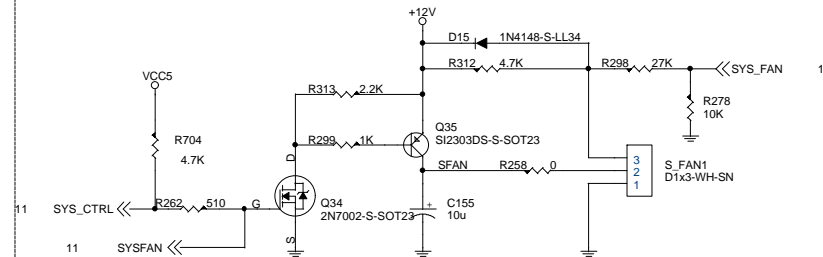 +12V
D15 1N4148-S-LL34
R312 4.7K
R298 27K
SYS_FAN 1
VCC5
R313 2.2K
R278
10K
Q35
SI2303DS-S-SOT23
R704
4.7K
R299 1K
D
SFAN
R258 0
3
2
1
S_FAN1
D1x3-WH-SN
11 SYS_CTRL
R262 510
G
Q34
2N7002-S-SOT23
+
C155
10u
S
11 SYSFAN